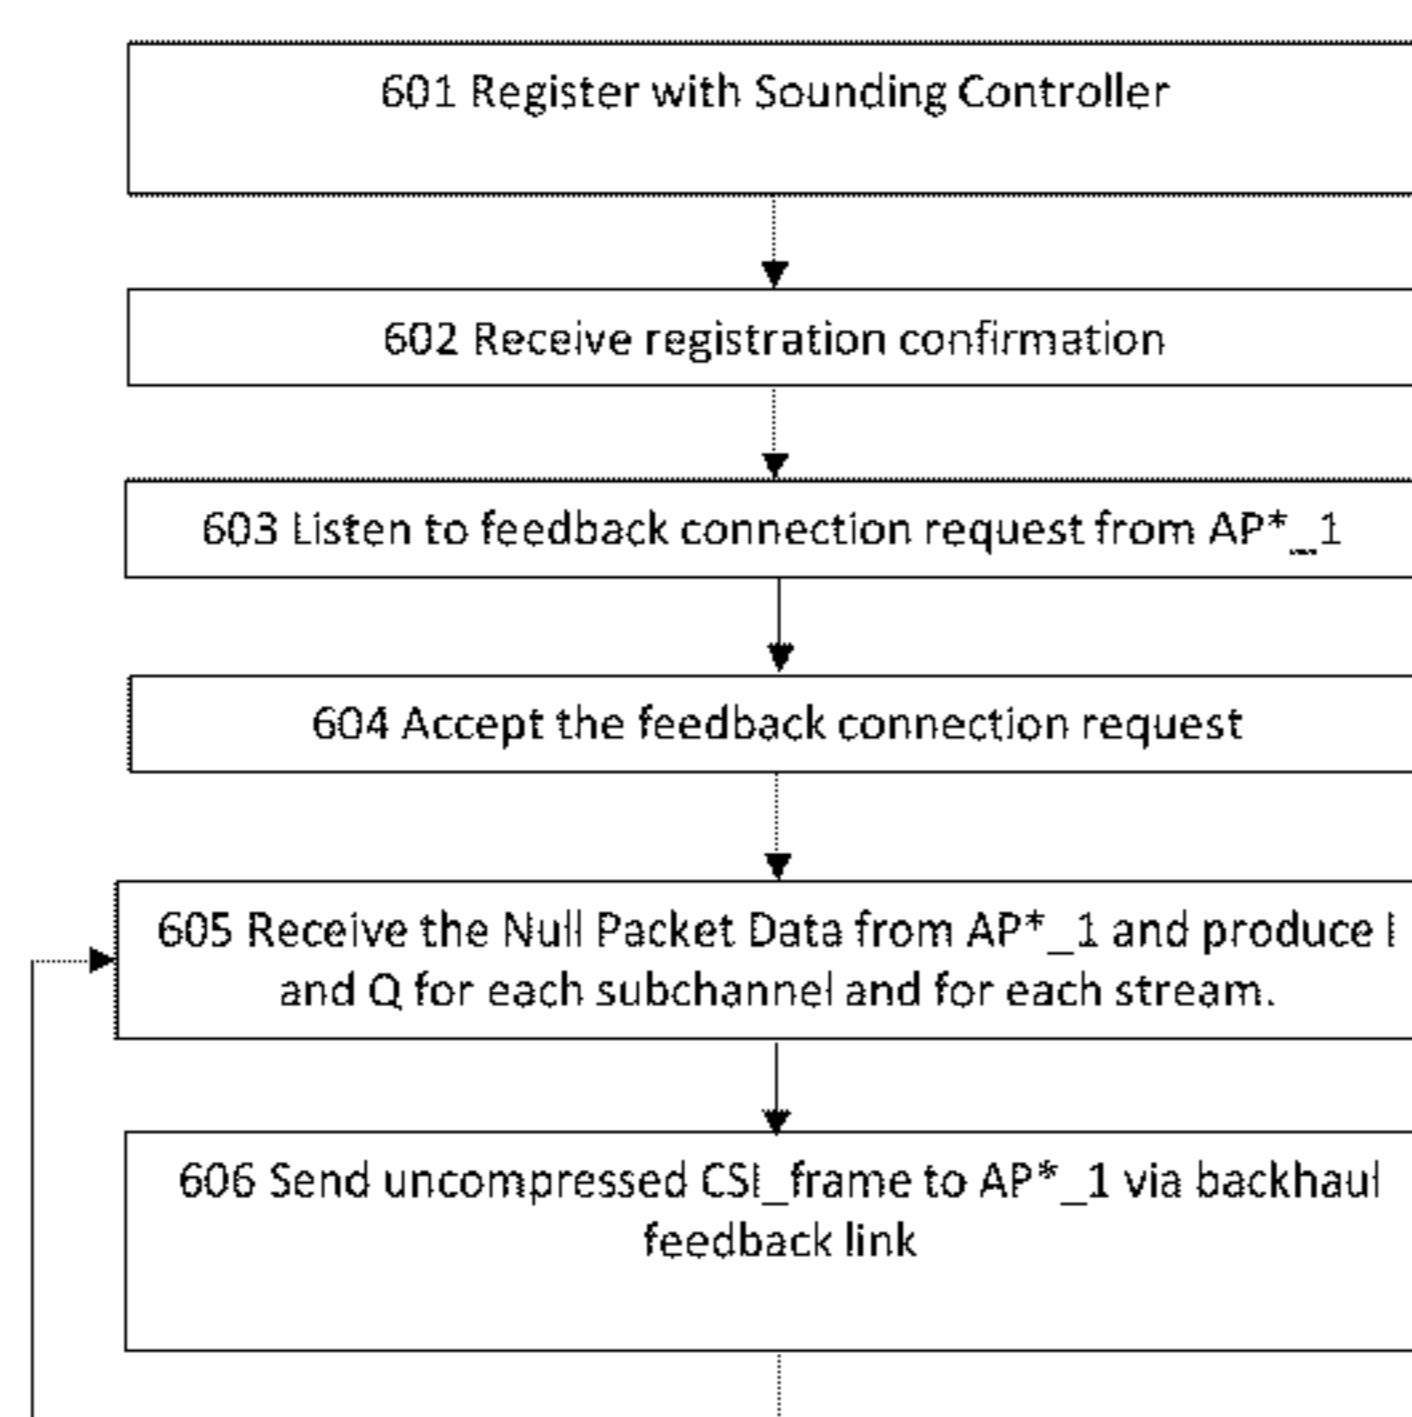 601 Register with Sounding Controller
602 Receive registration confirmation
603 Listen to feedback connection request from AP*_1
604 Accept the feedback connection request
605 Receive the Null Packet Data from AP*_1 and produce I
and Q for each subchannel and for each stream.
606 Send uncompressed CSI_frame to AP*_1 via backhaul
feedback link